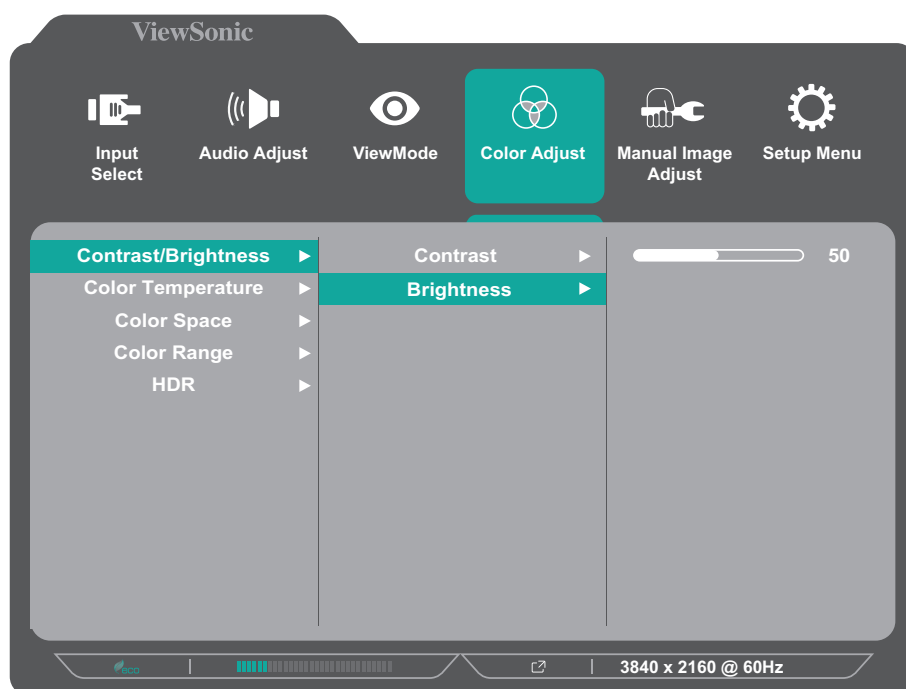 ViewSonic
Input Select
Audio Adjust
ViewMode
Color Adjust
Manual Image Adjust
Setup Menu
Contrast/Brightness
Contrast
50
Color Temperature
Brightness
Color Space
Color Range
HDR
eco
3840 x 2160 @ 60Hz